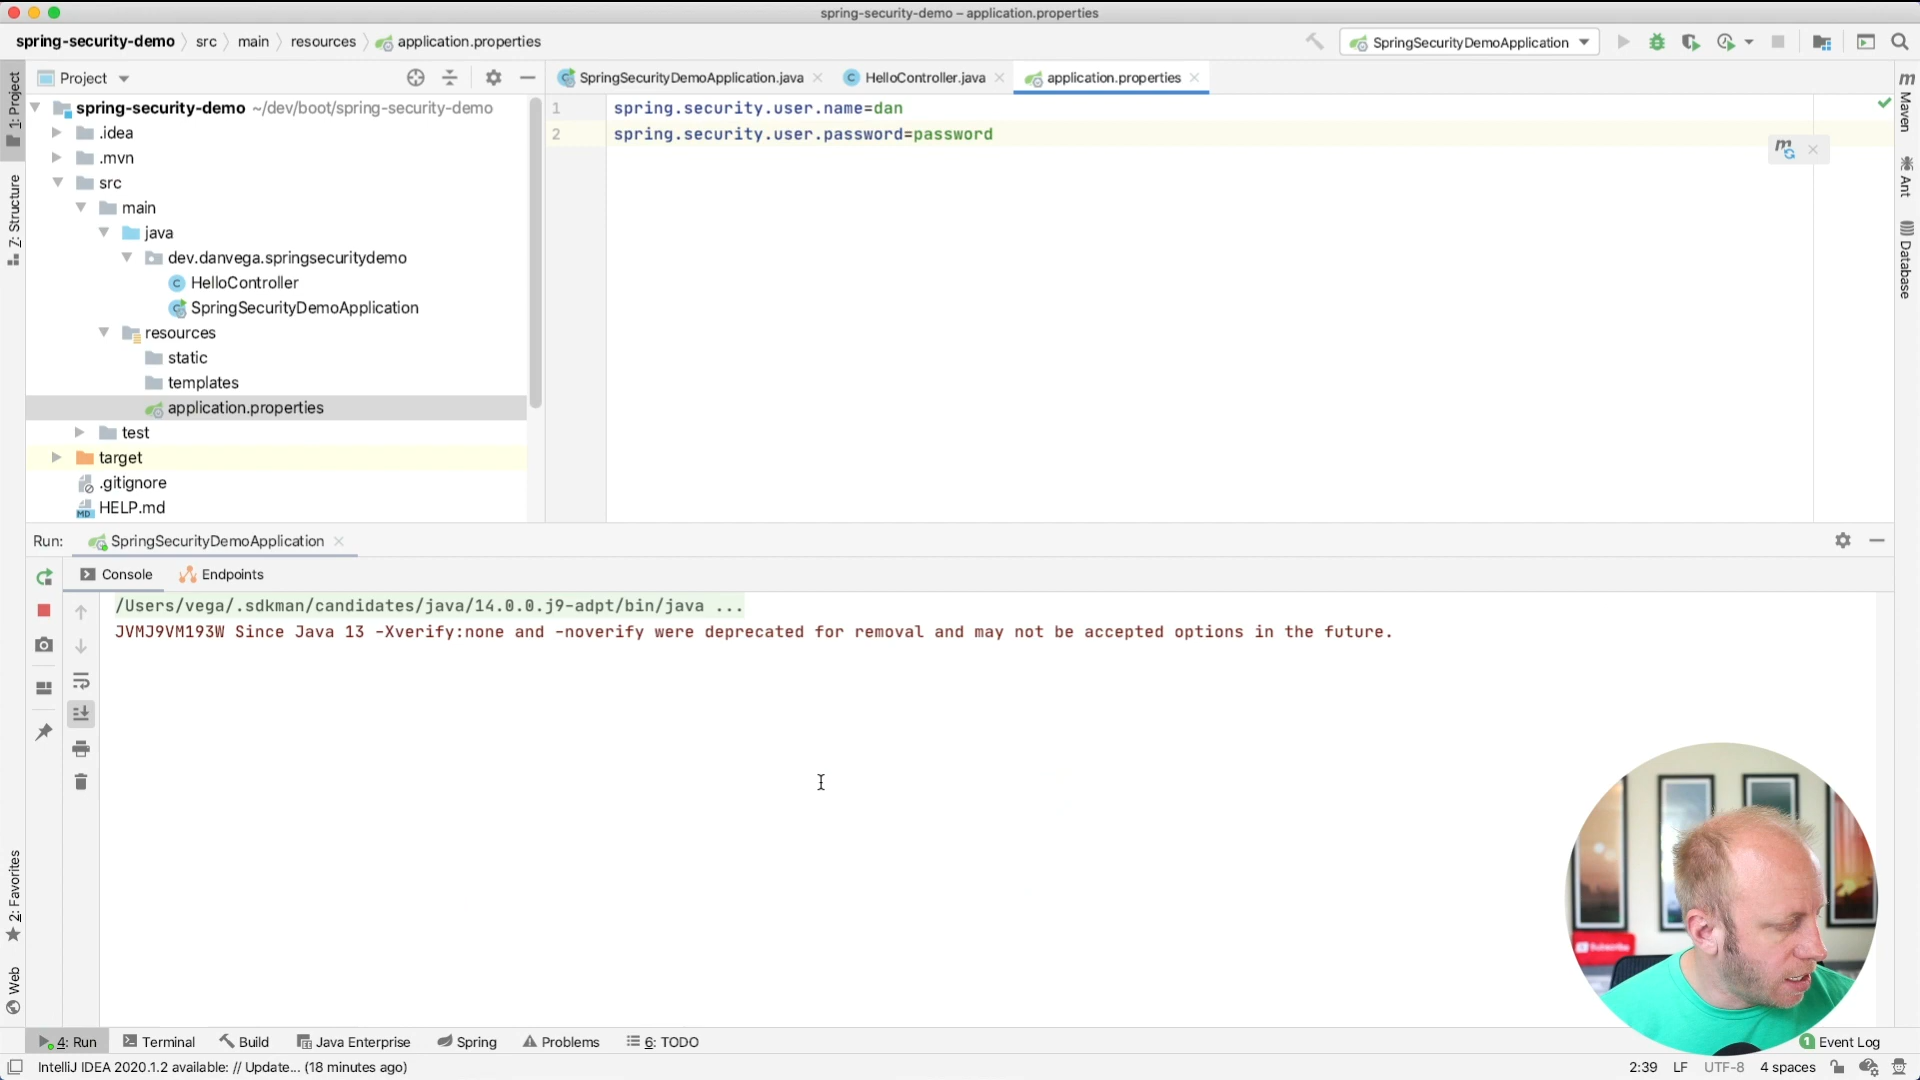 spring-security-demo – application.properties
spring-security-demo src main resources application.properties
SpringSecurityDemoApplication
Project
SpringSecurityDemoApplication.java HelloController.java application.properties
spring-security-demo ~/dev/boot/spring-security-demo
.idea
.mvn
src
main
java
dev.danvega.springsecuritydemo
HelloController
SpringSecurityDemoApplication
resources
static
templates
application.properties
test
target
.gitignore
HELP.md
MD
1 spring.security.user.name=dan
2 spring.security.user.password=password
1: Project
7: Structure
2: Favorites
Web
Maven
Ant
Database
Run: SpringSecurityDemoApplication
Console Endpoints
/Users/vega/.sdkman/candidates/java/14.0.0.j9-adpt/bin/java ...
JVMJ9VM193W Since Java 13 -Xverify:none and -noverify were deprecated for removal and may not be accepted options in the future.
Subscribe
4: Run Terminal Build Java Enterprise Spring Problems 6: TODO 1 Event Log
IntelliJ IDEA 2020.1.2 available: // Update... (18 minutes ago) 2:39 LF UTF-8 4 spaces